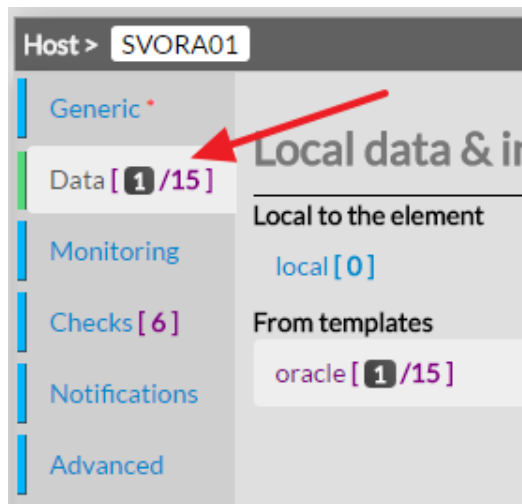 Host > SVORA01
Generic *
Data [ 1 /15 ]
Monitoring
Checks [ 6 ]
Notifications
Advanced
Local data &
Local to the element
local [ 0 ]
From templates
oracle [ 1 /15 ]